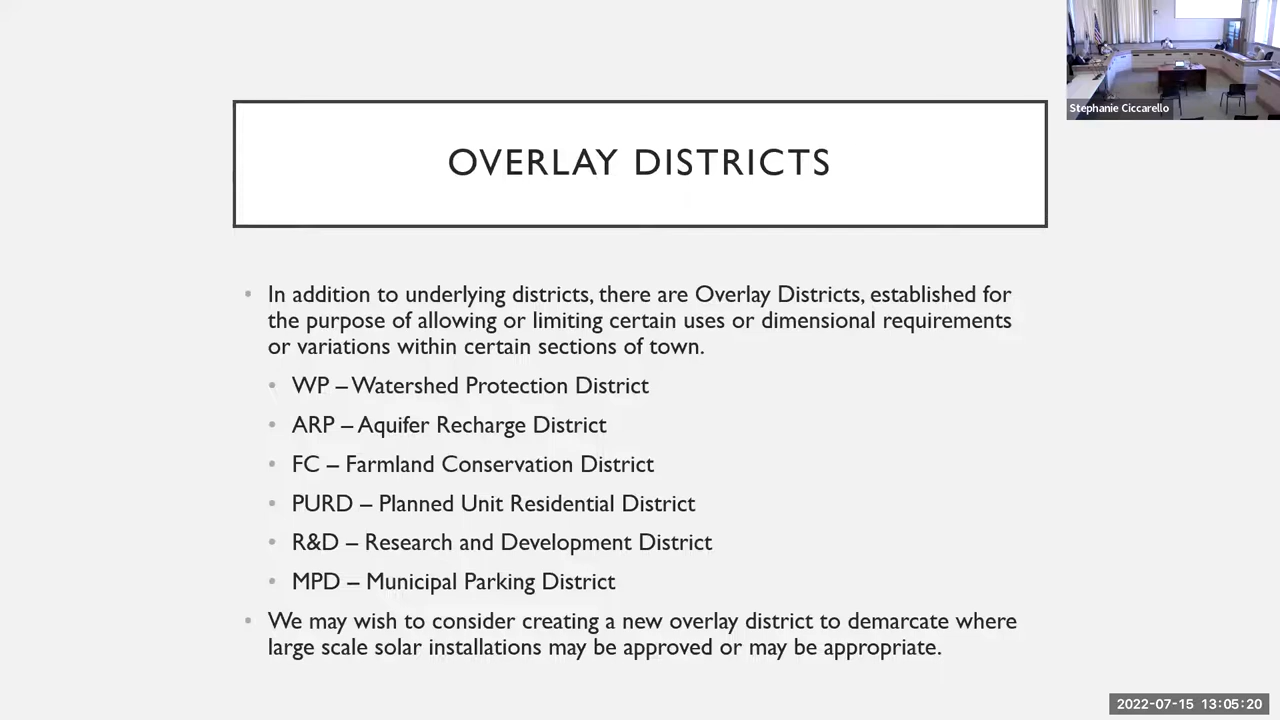 Stephanie Ciccarello
OVERLAY DISTRICTS
• In addition to underlying districts, there are Overlay Districts, established for
the purpose of allowing or limiting certain uses or dimensional requirements
or variations within certain sections of town.
• WP – Watershed Protection District
• ARP – Aquifer Recharge District
• FC – Farmland Conservation District
• PURD – Planned Unit Residential District
• R&D – Research and Development District
• MPD – Municipal Parking District
• We may wish to consider creating a new overlay district to demarcate where
large scale solar installations may be approved or may be appropriate.
2022-07-15 13:05:20